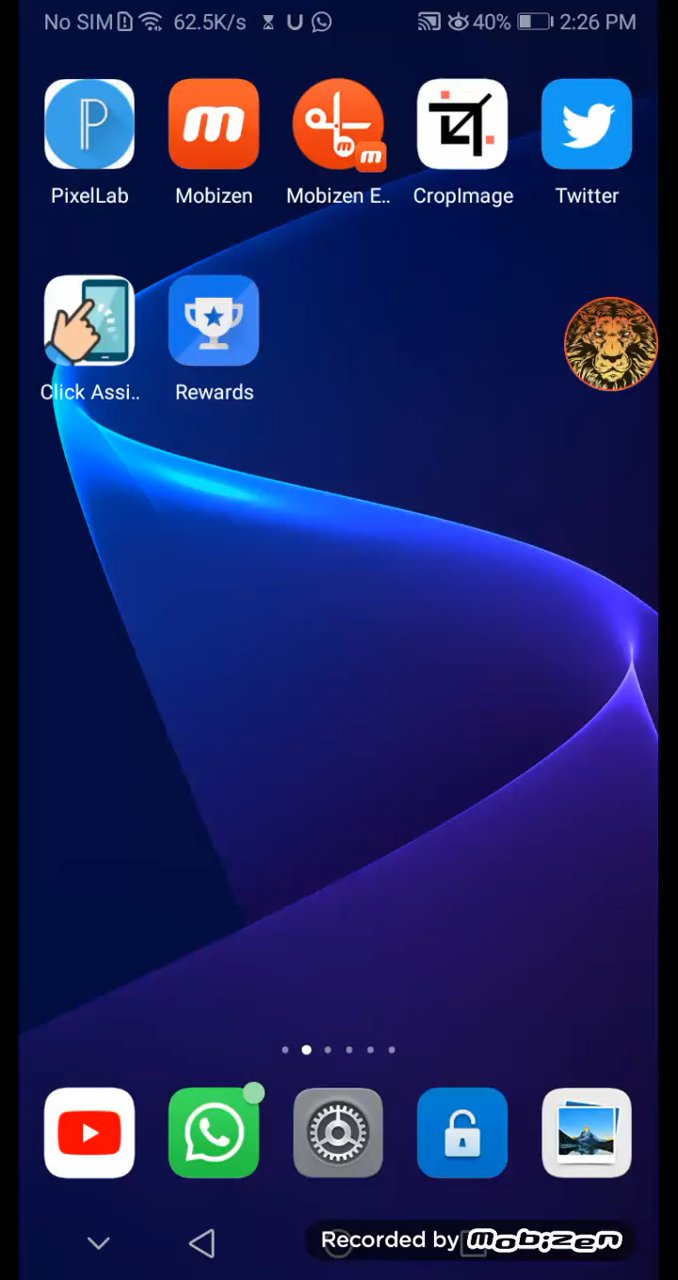 No SIM 62.5K/s U 40% 2:26 PM
PixelLab Mobizen Mobizen E.. CropImage Twitter
Click Assi.. Rewards
Recorded by mobizen